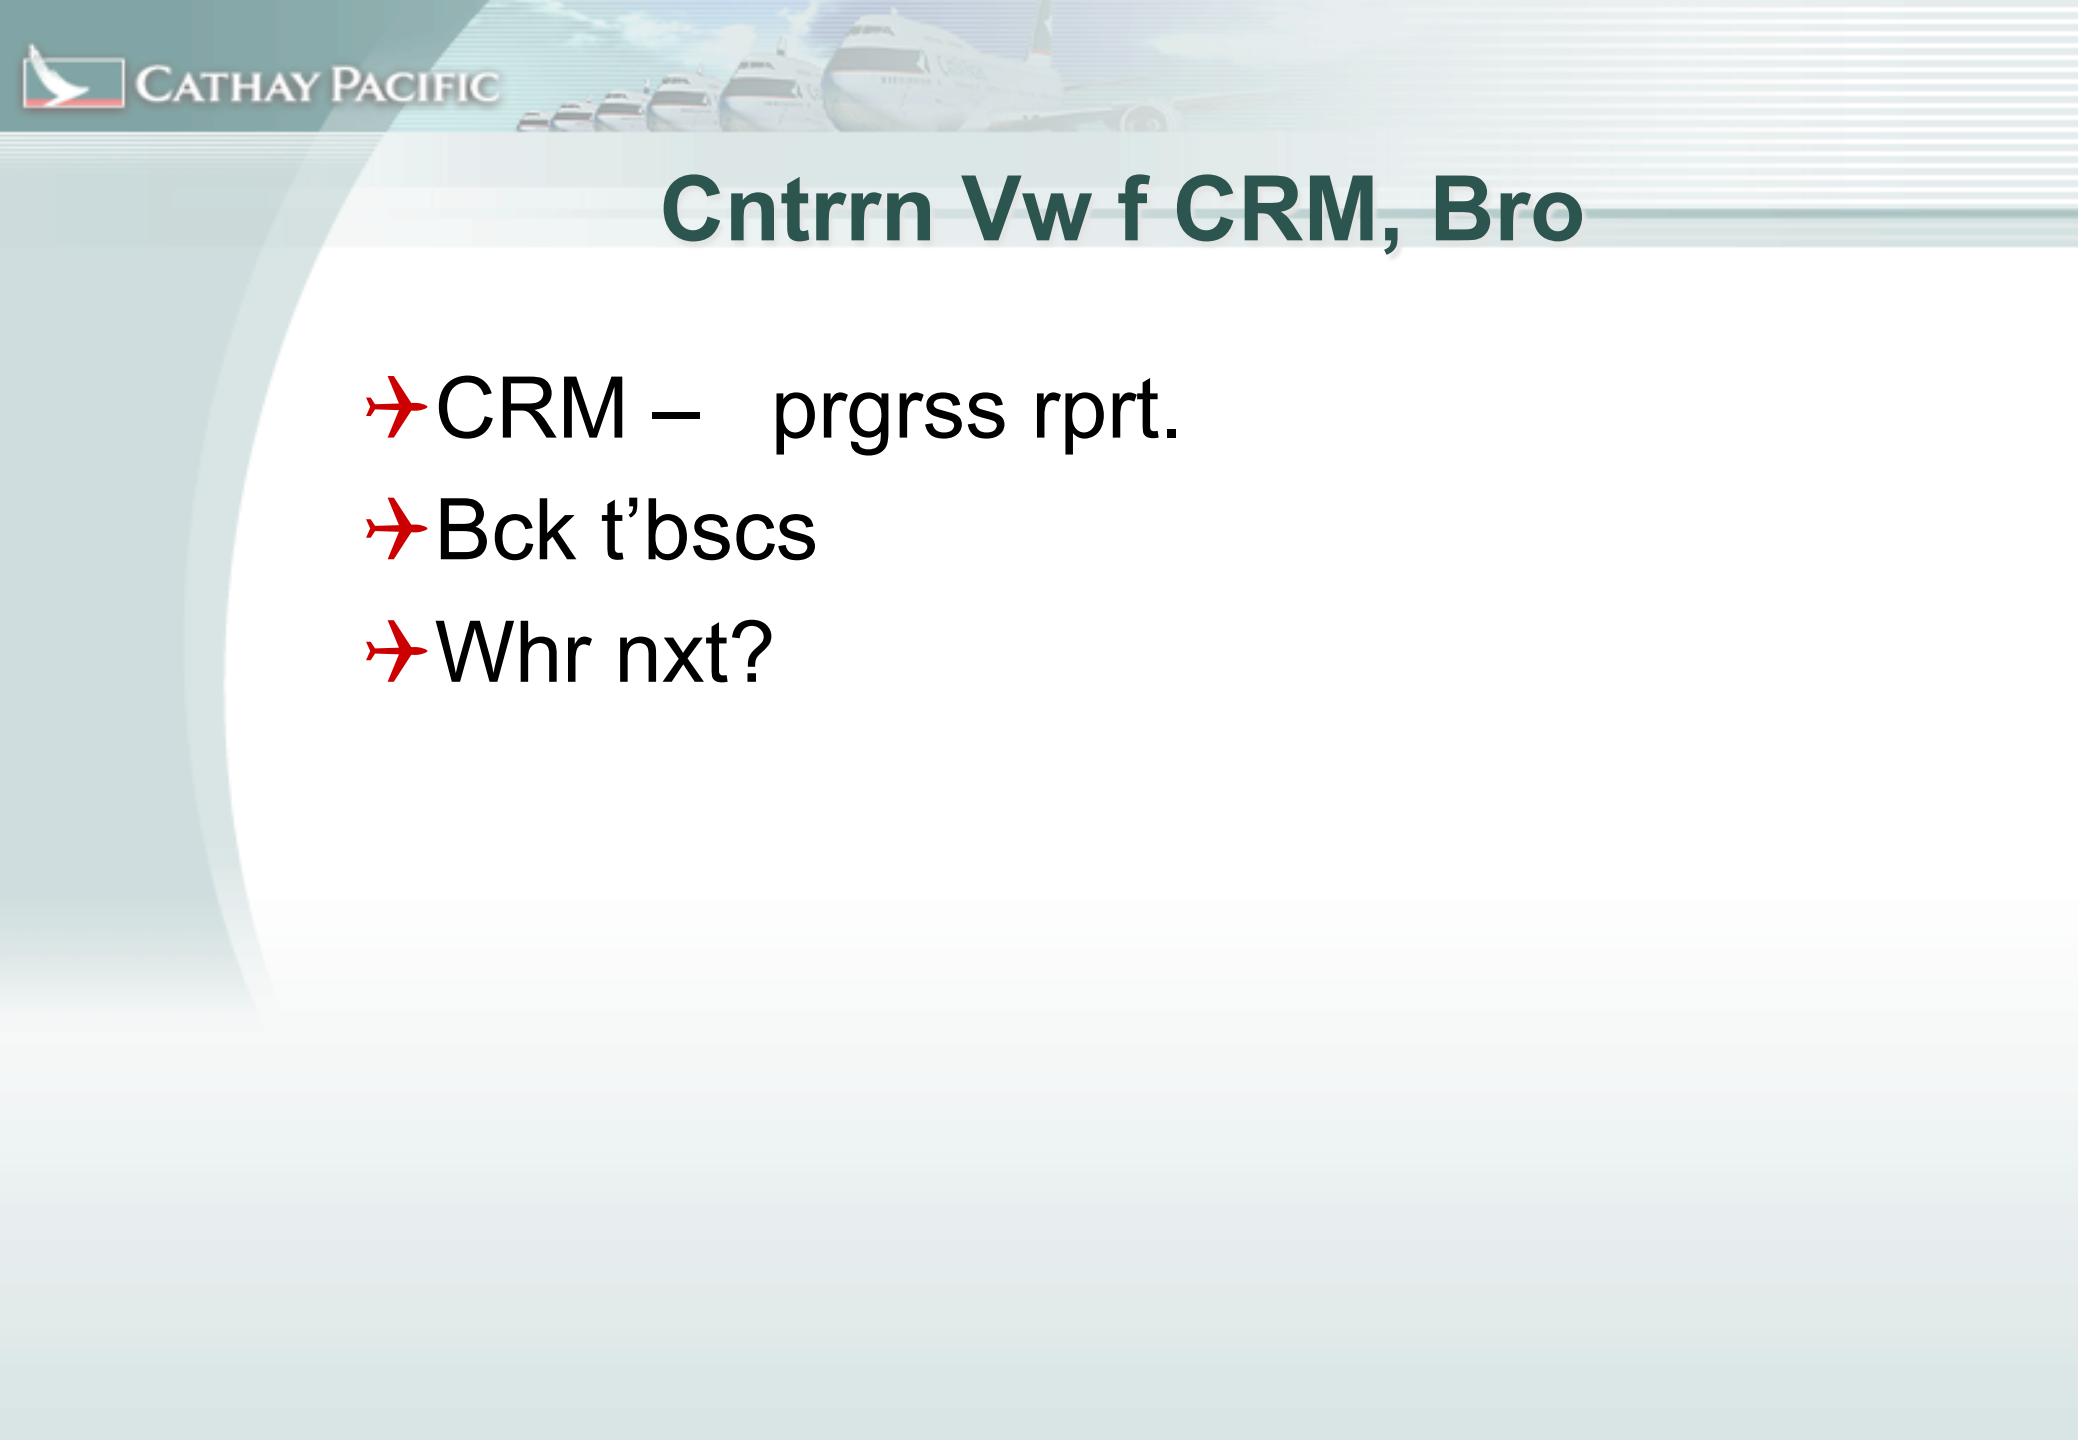 CATHAY PACIFIC
Cntrrn Vw f CRM, Bro
CRM – prgrss rprt.
Bck t’bscs
Whr nxt?